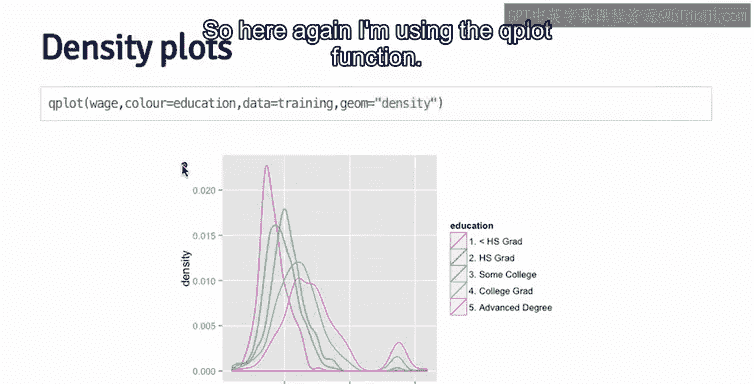 So here again I'm using the qplot
function.
Density plots
qplot(wage,colour=education,data=training,geom="density")
0.020
0.015
0.010
0.005
0.000
density
education
1. < HS Grad
2. HS Grad
3. Some College
4. College Grad
5. Advanced Degree